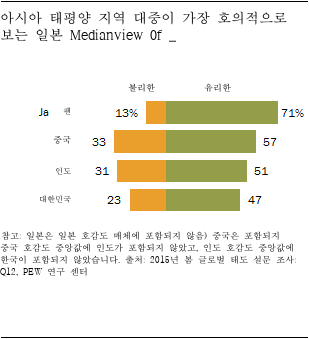 아시아 태평양 지역 대중이 가장 호의적으로
보는 일본 Medianview Of _
불리한 유리한
Ja 팬 13% 71%
중국 33 57
인도 31 51
대한민국 23 47
참고: 일본은 일본 호감도 매체에 포함되지 않음) 중국은 포함되지
중국 호감도 중앙값에 인도가 포함되지 않았고, 인도 호감도 중앙값에
한국이 포함되지 않았습니다. 출처: 2015년 봄 글로벌 태도 설문 조사:
Q12, PEW 연구 센터